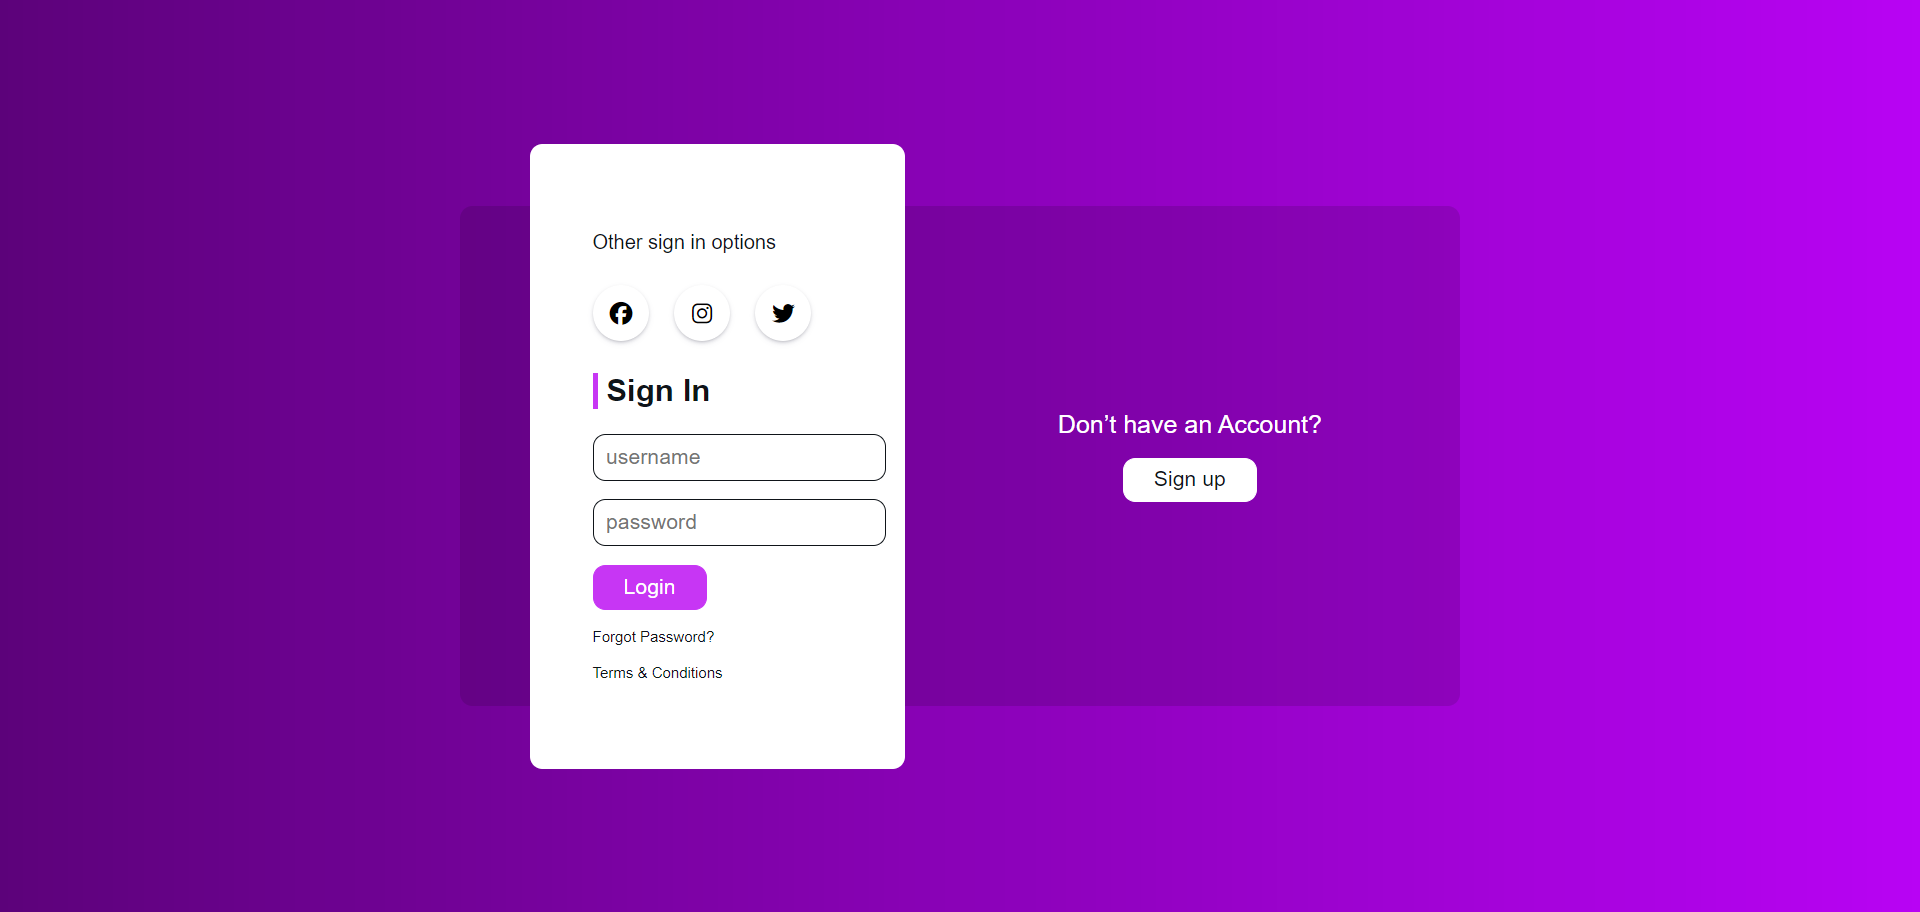 Other sign in options
Sign In
username
password
Login
Forgot Password?
Terms & Conditions
Don’t have an Account?
Sign up